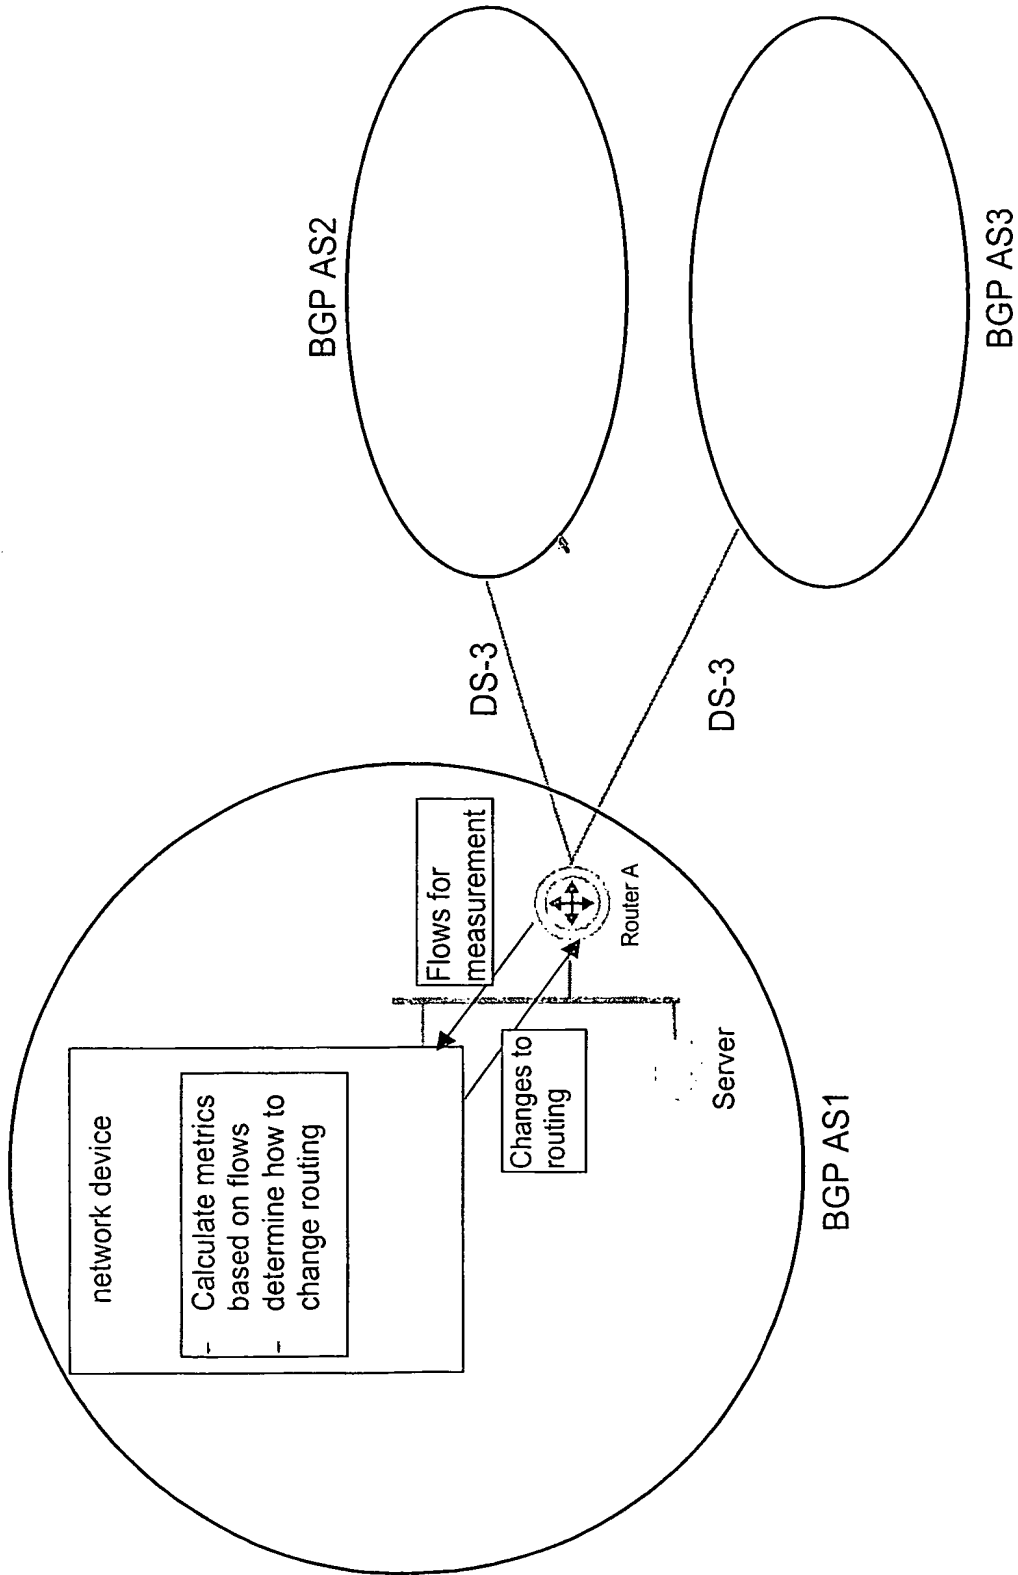 network device
- Calculate metrics
based on flows
- determine how to
change routing
Flows for
measurement
Changes to
routing
Router A
Server
BGP AS1
DS-3
DS-3
BGP AS2
BGP AS3